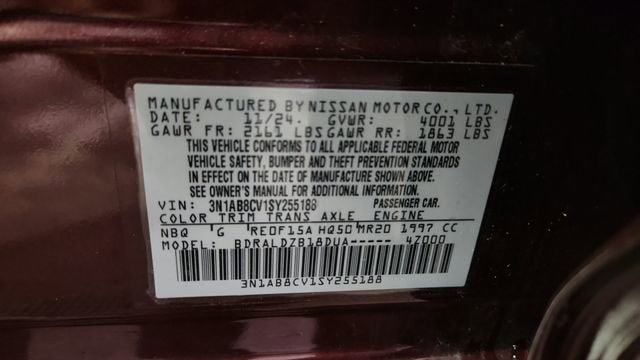 MANUFACTURED BY NISSAN MOTOR CO., LTD.
DATE: 11/24. GVWR: 4001 LBS
GAWR FR: 2161 LBS GAWR RR: 1863 LBS
THIS VEHICLE CONFORMS TO ALL APPLICABLE FEDERAL MOTOR
VEHICLE SAFETY, BUMPER AND THEFT PREVENTION STANDARDS
IN EFFECT ON THE DATE OF MANUFACTURE SHOWN ABOVE.
SEE OWNER'S MANUAL FOR ADDITIONAL INFORMATION.
VIN: 3N1AB8CV1SY255188 PASSENGER CAR.
COLOR TRIM TRANS AXLE ENGINE
NBQ G RE0F15A HQ50 MR20 1997 CC
MODEL: BDRALDZB18DUA----- 4Z000
3N1AB8CV1SY255188